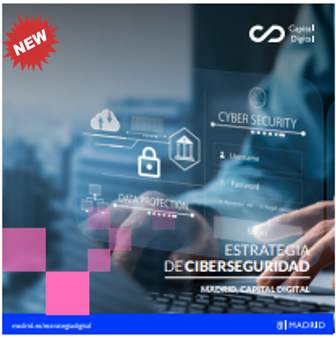 NEW
Capital
Digital
CYBER SECURITY
Username
Password
DATA PROTECTION
ESTRATEGIA
DE CIBERSEGURIDAD
MADRID, CAPITAL DIGITAL
madrid.es/estrategiadigital
MADRID